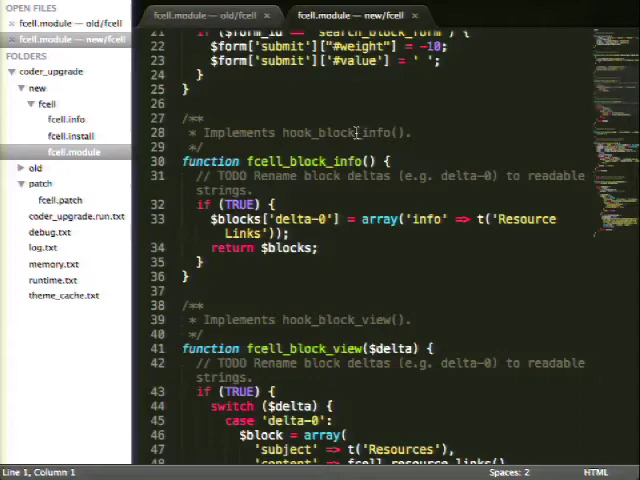 OPEN FILES
× fcell.module — old/fcell
× fcell.module — new/fcell
FOLDERS
coder_upgrade
new
fcell
fcell.info
fcell.install
fcell.module
old
patch
fcell.patch
coder_upgrade.run.txt
debug.txt
log.txt
memory.txt
runtime.txt
theme_cache.txt
fcell.module — old/fcell ×
fcell.module — new/fcell ×
21 if ($form_id == 'search_block_form') {
22 $form['submit']["#weight"] = -10;
23 $form['submit']['#value'] = ' ';
24 }
25 }
26
27 /**
28 * Implements hook_block_info().
29 */
30 function fcell_block_info() {
31 // TODO Rename block deltas (e.g. delta-0) to readable
strings.
32 if (TRUE) {
33 $blocks['delta-0'] = array('info' => t('Resource
Links'));
34 return $blocks;
35 }
36 }
37
38 /**
39 * Implements hook_block_view().
40 */
41 function fcell_block_view($delta) {
42 // TODO Rename block deltas (e.g. delta-0) to readable
strings.
43 if (TRUE) {
44 switch ($delta) {
45 case 'delta-0':
46 $block = array(
47 'subject' => t('Resources'),
48 'content' => fcell_resource_links()
Line 1, Column 1
Spaces: 2
HTML